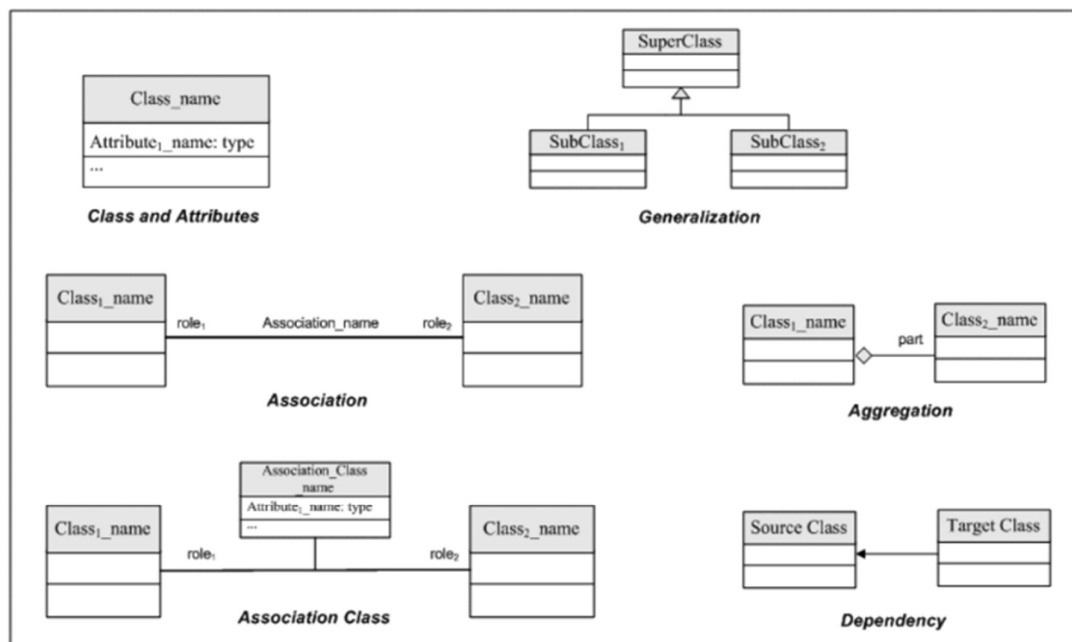 Class_name
Attribute₁_name: type
...
Class and Attributes
SuperClass
SubClass₁
SubClass₂
Generalization
Class₁_name
role₁
Association_name
role₂
Class₂_name
Association
Class₁_name
part
Class₂_name
Aggregation
Association_Class
_name
Attribute₁_name: type
...
Class₁_name
role₁
role₂
Class₂_name
Association Class
Source Class
Target Class
Dependency